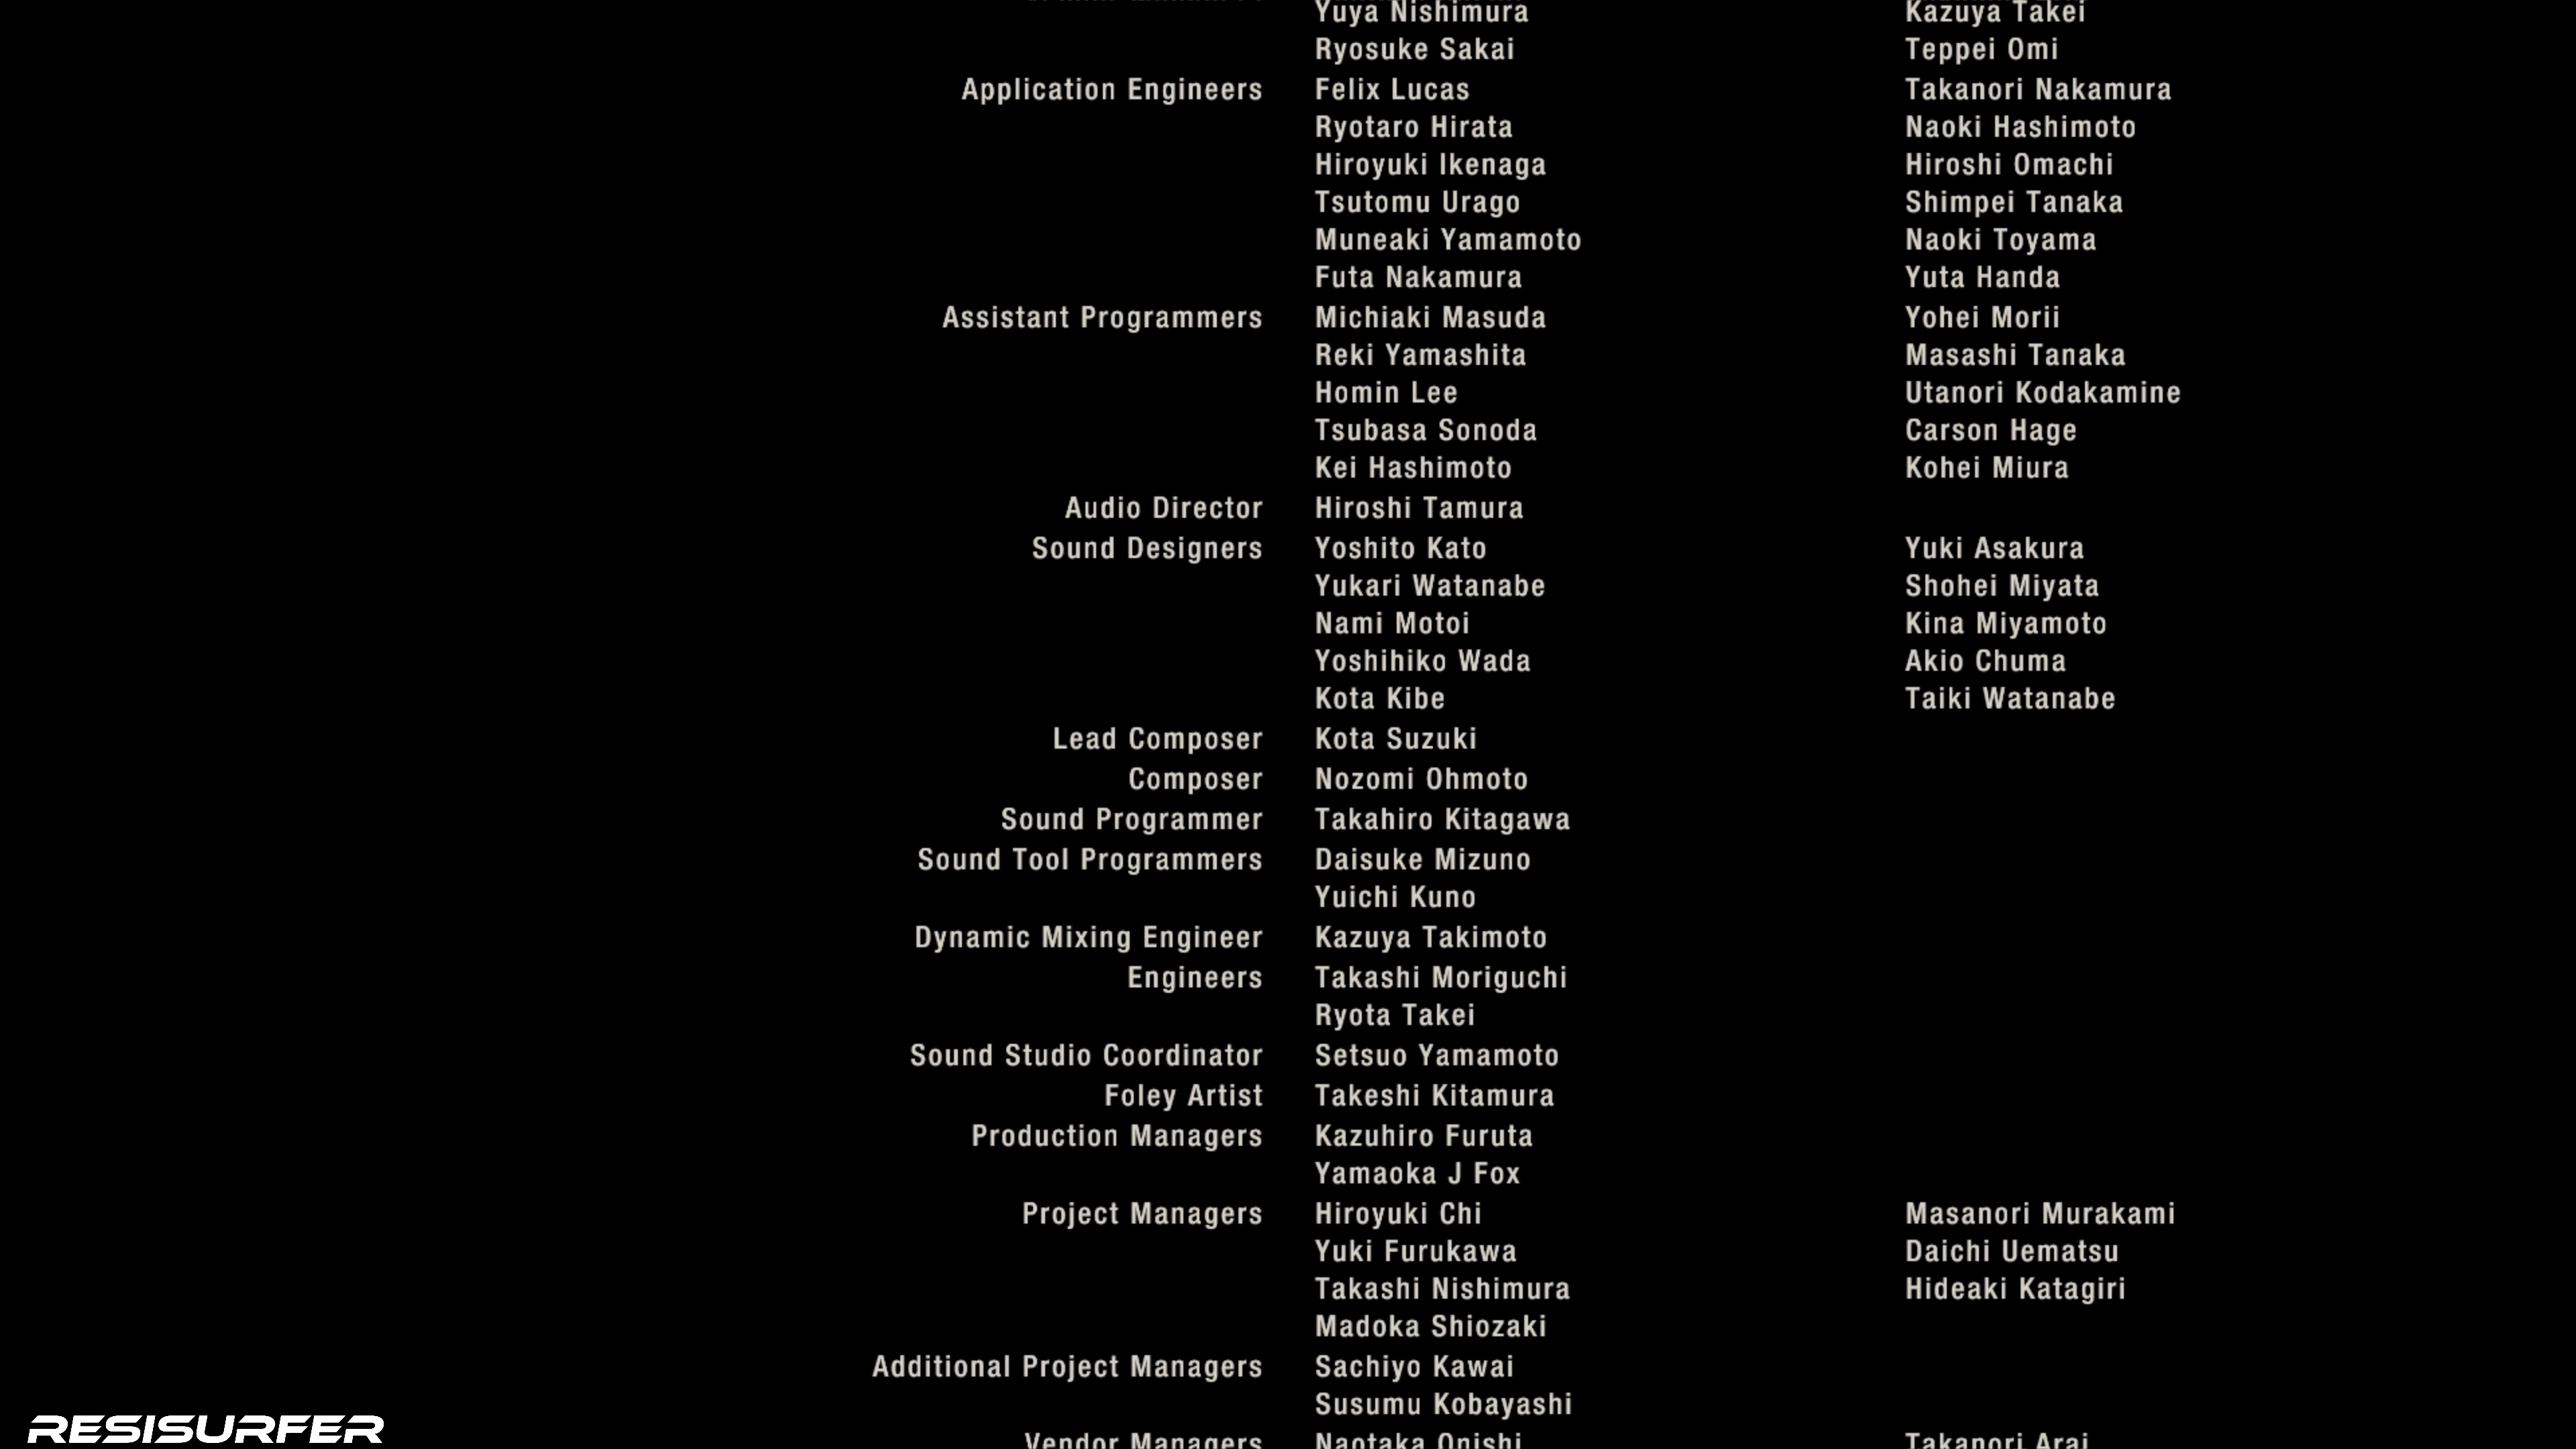 Yuya Nishimura Kazuya Takei
Ryosuke Sakai Teppei Omi
Application Engineers Felix Lucas Takanori Nakamura
Ryotaro Hirata Naoki Hashimoto
Hiroyuki Ikenaga Hiroshi Omachi
Tsutomu Urago Shimpei Tanaka
Muneaki Yamamoto Naoki Toyama
Futa Nakamura Yuta Handa
Assistant Programmers Michiaki Masuda Yohei Morii
Reki Yamashita Masashi Tanaka
Homin Lee Utanori Kodakamine
Tsubasa Sonoda Carson Hage
Kei Hashimoto Kohei Miura
Audio Director Hiroshi Tamura
Sound Designers Yoshito Kato Yuki Asakura
Yukari Watanabe Shohei Miyata
Nami Motoi Kina Miyamoto
Yoshihiko Wada Akio Chuma
Kota Kibe Taiki Watanabe
Lead Composer Kota Suzuki
Composer Nozomi Ohmoto
Sound Programmer Takahiro Kitagawa
Sound Tool Programmers Daisuke Mizuno
Yuichi Kuno
Dynamic Mixing Engineer Kazuya Takimoto
Engineers Takashi Moriguchi
Ryota Takei
Sound Studio Coordinator Setsuo Yamamoto
Foley Artist Takeshi Kitamura
Production Managers Kazuhiro Furuta
Yamaoka J Fox
Project Managers Hiroyuki Chi Masanori Murakami
Yuki Furukawa Daichi Uematsu
Takashi Nishimura Hideaki Katagiri
Madoka Shiozaki
Additional Project Managers Sachiyo Kawai
Susumu Kobayashi
Vendor Managers Naotaka Onishi Takanori Arai
RESISURFER